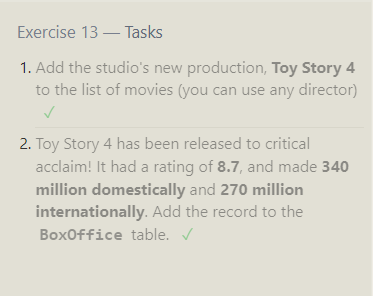 Exercise 13 — Tasks
1. Add the studio's new production, Toy Story 4
to the list of movies (you can use any director)
✓
2. Toy Story 4 has been released to critical
acclaim! It had a rating of 8.7, and made 340
million domestically and 270 million
internationally. Add the record to the
BoxOffice table. ✓